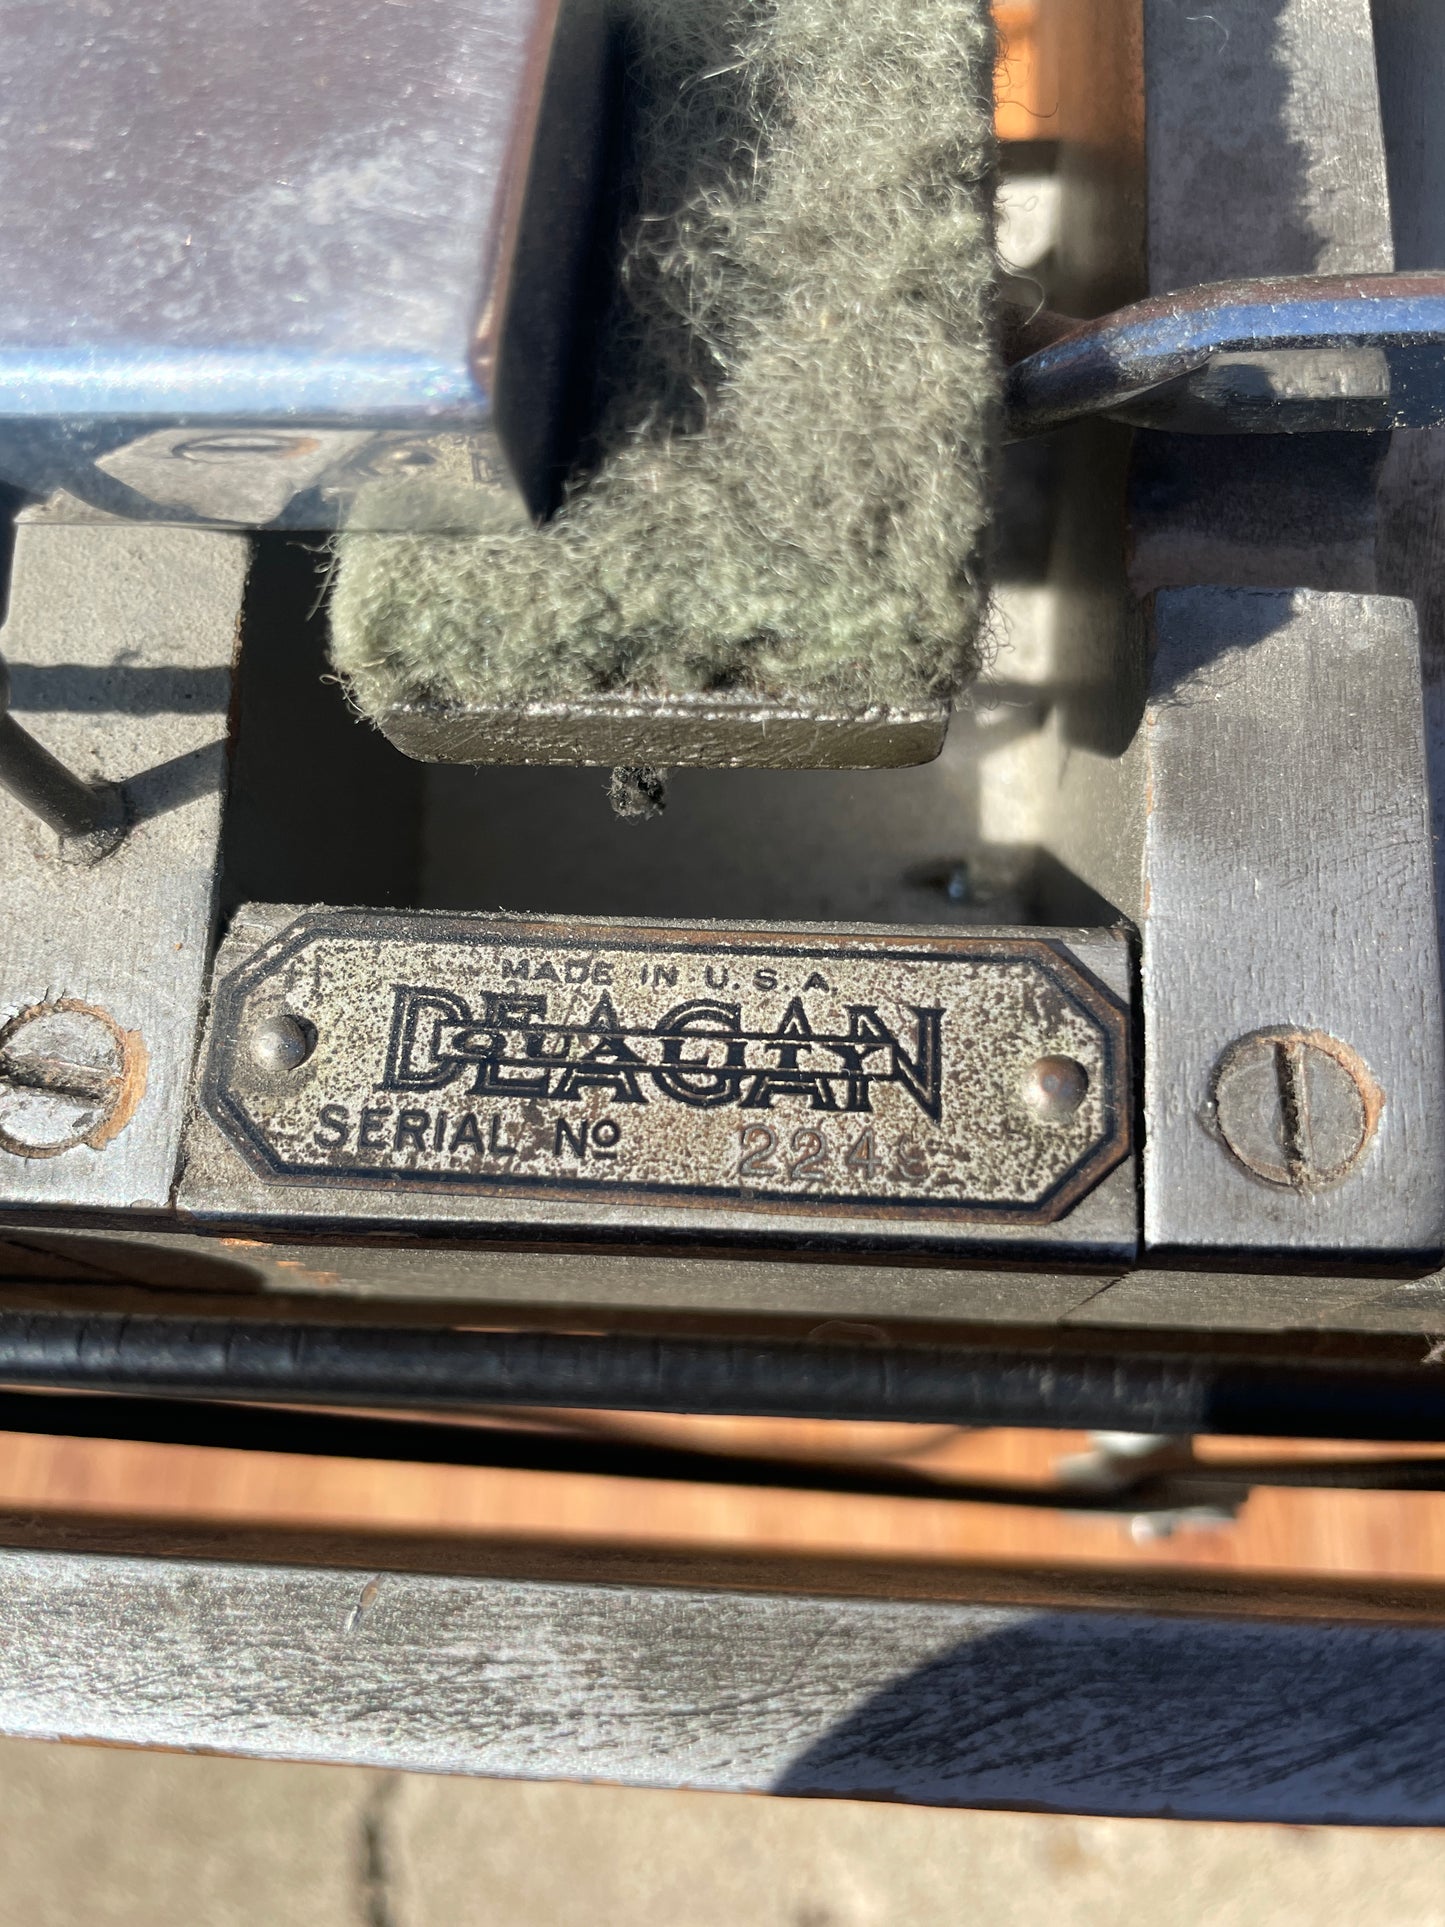 MADE IN U.S.A.
DEAGAN
QUALITY
SERIAL No